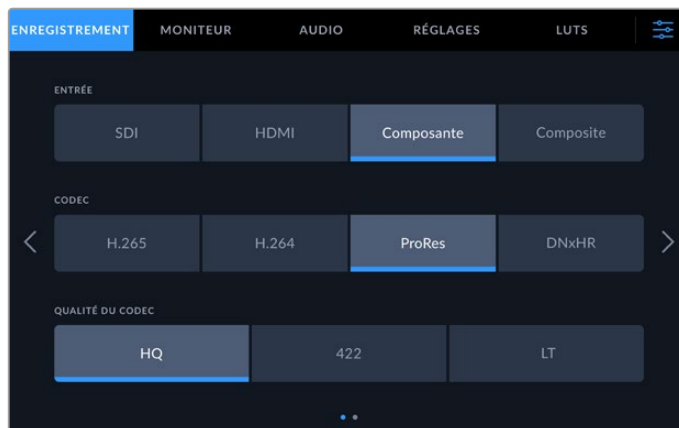 ENREGISTREMENT MONITEUR AUDIO RÉGLAGES LUTS
ENTRÉE
SDI HDMI Composante Composite
CODEC
H.265 H.264 ProRes DNxHR
QUALITÉ DU CODEC
HQ 422 LT